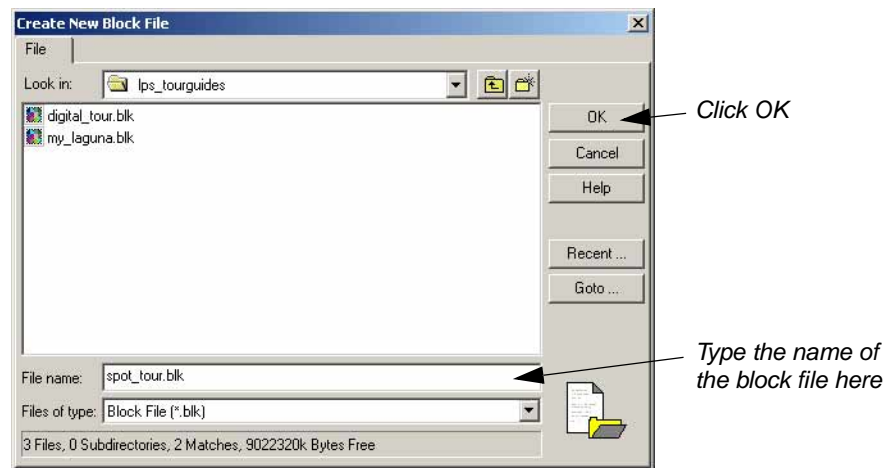 Create New Block File
File
Look in: lps_tourguides
digital_tour.blk
my_laguna.blk
OK
Click OK
Cancel
Help
Recent ...
Goto ...
Type the name of
the block file here
File name: spot_tour.blk
Files of type: Block File (*.blk)
3 Files, 0 Subdirectories, 2 Matches, 9022320k Bytes Free